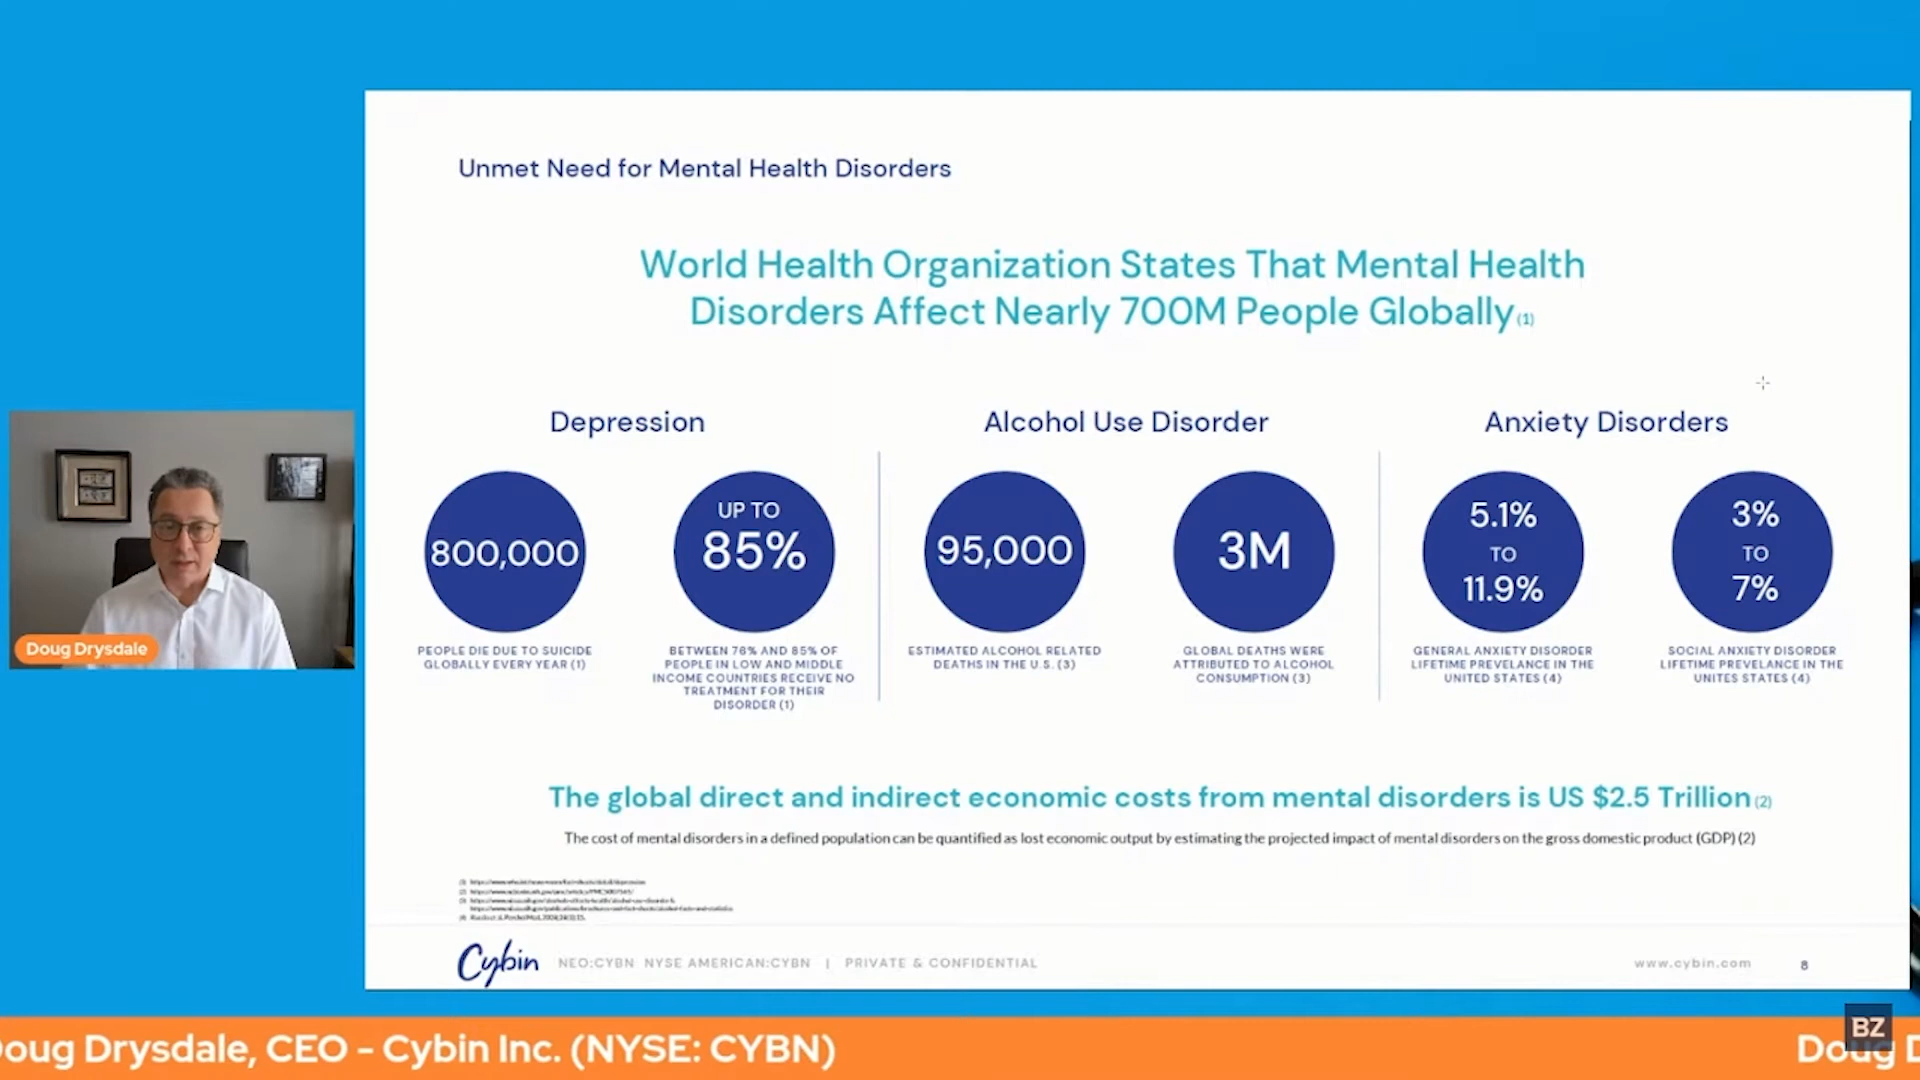 Unmet Need for Mental Health Disorders
World Health Organization States That Mental Health
Disorders Affect Nearly 700M People Globally (1)
Depression
800,000
PEOPLE DIE DUE TO SUICIDE
GLOBALLY EVERY YEAR (1)
UP TO
85%
BETWEEN 76% AND 85% OF
PEOPLE IN LOW AND MIDDLE
INCOME COUNTRIES RECEIVE NO
TREATMENT FOR THEIR
DISORDER (1)
Alcohol Use Disorder
95,000
ESTIMATED ALCOHOL RELATED
DEATHS IN THE U.S. (3)
3M
GLOBAL DEATHS WERE
ATTRIBUTED TO ALCOHOL
CONSUMPTION (3)
Anxiety Disorders
5.1%
TO
11.9%
GENERAL ANXIETY DISORDER
LIFETIME PREVELANCE IN THE
UNITED STATES (4)
3%
TO
7%
SOCIAL ANXIETY DISORDER
LIFETIME PREVELANCE IN THE
UNITES STATES (4)
Doug Drysdale
The global direct and indirect economic costs from mental disorders is US $2.5 Trillion (2)
The cost of mental disorders in a defined population can be quantified as lost economic output by estimating the projected impact of mental disorders on the gross domestic product (GDP) (2)
Cybin NEO:CYBN NYSE AMERICAN:CYBN | PRIVATE & CONFIDENTIAL
www.cybin.com 8
BZ
Doug Drysdale, CEO - Cybin Inc. (NYSE: CYBN)
Doug D